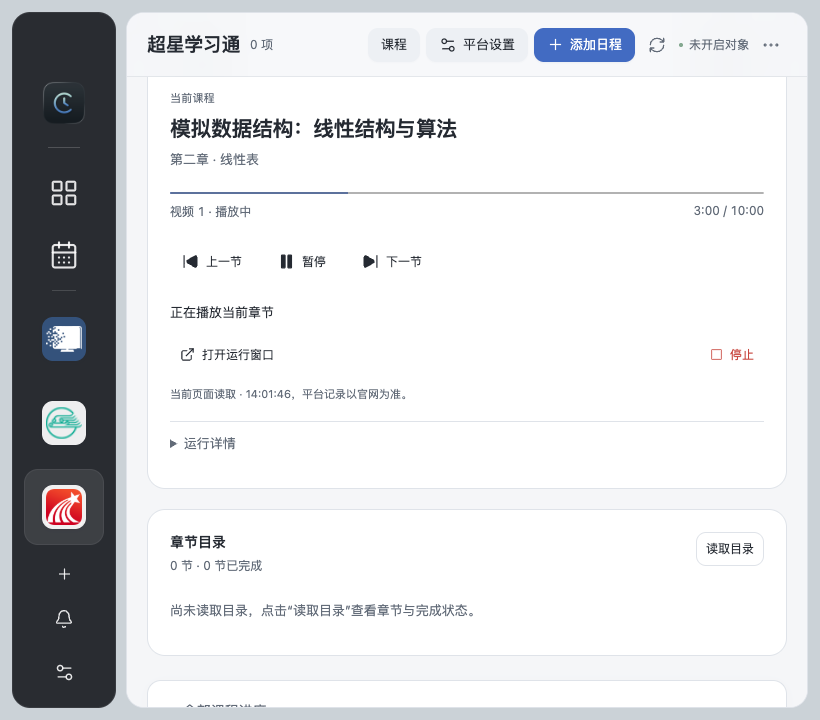 超星学习通 0 项 课程 平台设置 添加日程 未开启对象
当前课程
模拟数据结构：线性结构与算法
第二章 · 线性表
视频 1 · 播放中 3:00 / 10:00
上一节 暂停 下一节
正在播放当前章节
打开运行窗口 停止
当前页面读取 · 14:01:46，平台记录以官网为准。
运行详情
章节目录 读取目录
0 节 · 0 节已完成
尚未读取目录，点击“读取目录”查看章节与完成状态。